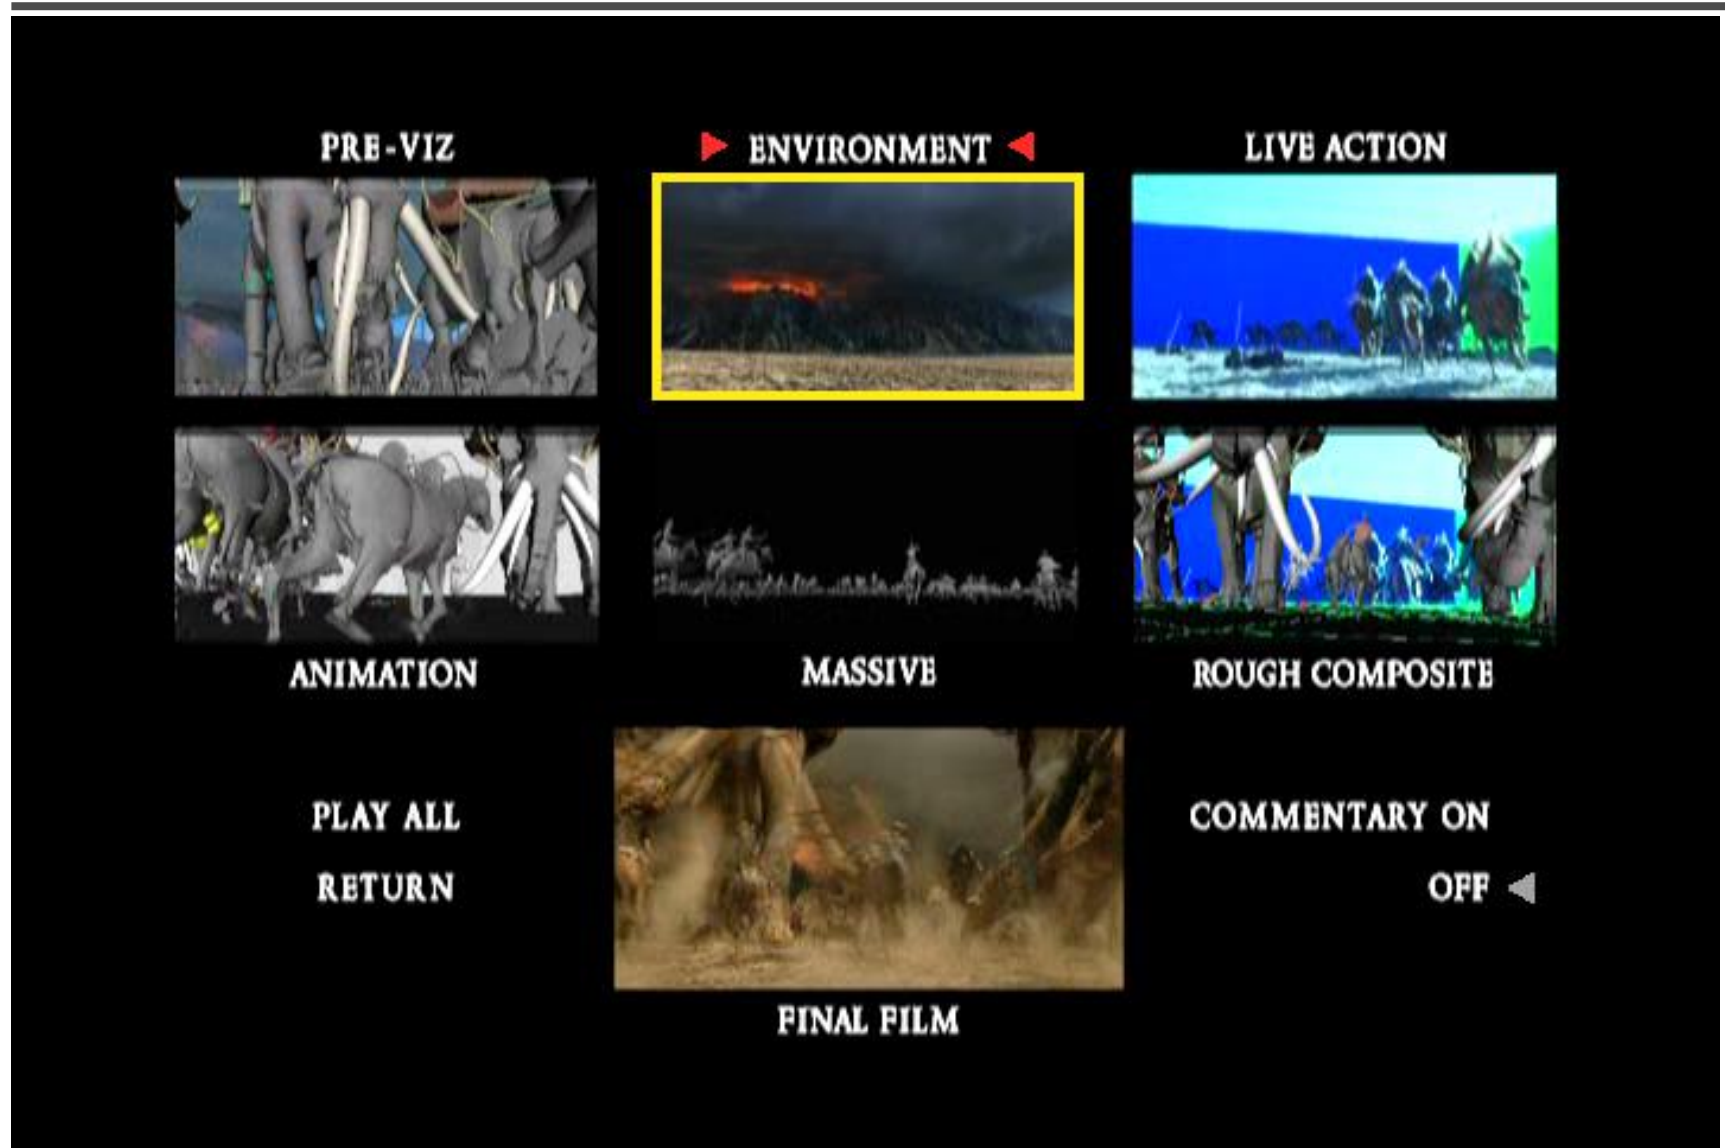 PRE-VIZ
ENVIRONMENT
LIVE ACTION
ANIMATION
MASSIVE
ROUGH COMPOSITE
PLAY ALL
COMMENTARY ON
RETURN
OFF
FINAL FILM